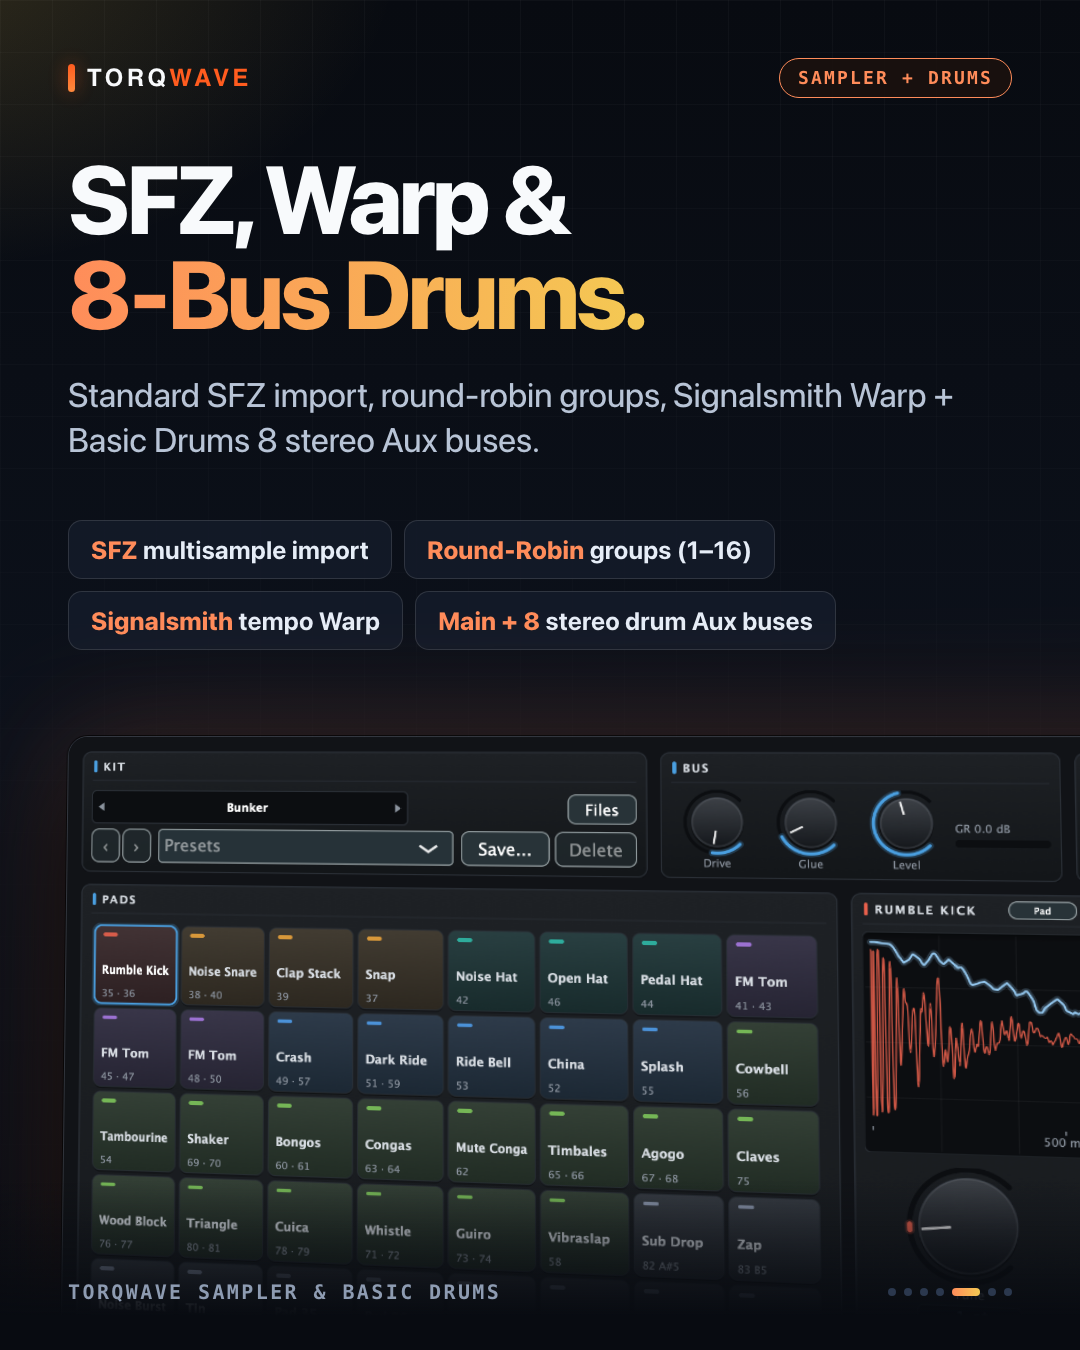 TORQWAVE
SAMPLER + DRUMS
SFZ, Warp &
8-Bus Drums.
Standard SFZ import, round-robin groups, Signalsmith Warp +
Basic Drums 8 stereo Aux buses.
SFZ multisample import
Round-Robin groups (1–16)
Signalsmith tempo Warp
Main + 8 stereo drum Aux buses
KIT
Bunker
Files
Presets
Save...
Delete
BUS
Drive
Glue
Level
GR 0.0 dB
PADS
Rumble Kick
35 · 36
Noise Snare
38 · 40
Clap Stack
39
Snap
37
Noise Hat
42
Open Hat
46
Pedal Hat
44
FM Tom
41 · 43
FM Tom
45 · 47
FM Tom
48 · 50
Crash
49 · 57
Dark Ride
51 · 59
Ride Bell
53
China
52
Splash
55
Cowbell
56
Tambourine
54
Shaker
69 · 70
Bongos
60 · 61
Congas
63 · 64
Mute Conga
62
Timbales
65 · 66
Agogo
67 · 68
Claves
75
Wood Block
76 · 77
Triangle
80 · 81
Cuica
78 · 79
Whistle
71 · 72
Guiro
73 · 74
Vibraslap
58
Sub Drop
82 A#5
Zap
83 B5
Noise Burst
RUMBLE KICK
Pad
500 m
TORQWAVE SAMPLER & BASIC DRUMS